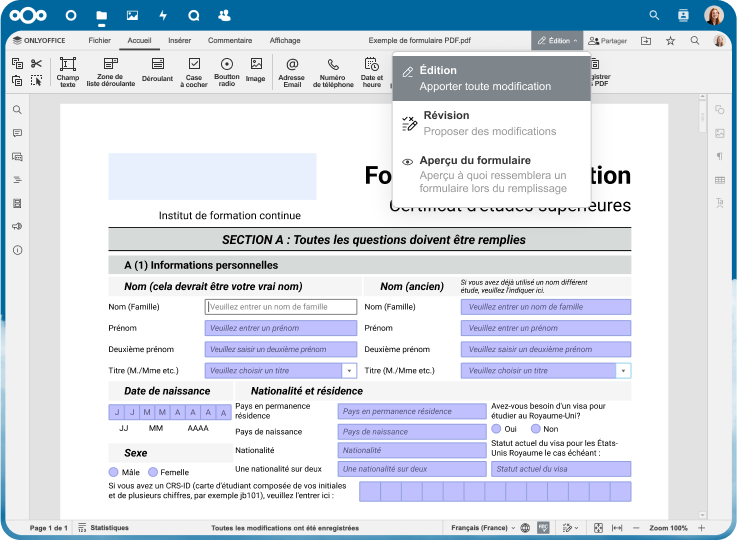 ONLYOFFICE
Fichier Accueil Insérer Commentaire Affichage
Exemple de formulaire PDF.pdf
Édition
Partager
Champ texte
Zone de liste déroulante
Déroulant
Case à cocher
Boutton radio
Image
Adresse Email
Numéro de téléphone
Date et heure
PDF
Édition
Apporter toute modification
Révision
Proposer des modifications
Aperçu du formulaire
Aperçu à quoi ressemblera un
formulaire lors du remplissage
Institut de formation continue
Certificat d'études supérieures
SECTION A : Toutes les questions doivent être remplies
A (1) Informations personnelles
Nom (cela devrait être votre vrai nom)
Nom (ancien)
Si vous avez déjà utilisé un nom différent
étude, veuillez l'indiquer ici.
Nom (Famille) Veuillez entrer un nom de famille Nom (Famille) Veuillez entrer un nom de famille
Prénom Veuillez entrer un prénom Prénom Veuillez entrer un prénom
Deuxième prénom Veuillez saisir un deuxième prénom Deuxième prénom Veuillez saisir un deuxième prénom
Titre (M./Mme etc.) Veuillez choisir un titre Titre (M./Mme etc.) Veuillez choisir un titre
Date de naissance
J J M M A A A A
JJ MM AAAA
Sexe
Mâle Femelle
Nationalité et résidence
Pays en permanence
résidence
Pays en permanence résidence
Pays de naissance Pays de naissance
Nationalité Nationalité
Une nationalité sur deux Une nationalité sur deux
Avez-vous besoin d'un visa pour
étudier au Royaume-Uni?
Oui Non
Statut actuel du visa pour les États-
Unis Royaume le cas échéant :
Statut actuel du visa
Si vous avez un CRS-ID (carte d'étudiant composée de vos initiales
et de plusieurs chiffres, par exemple jb101), veuillez l'entrer ici :
Page 1 de 1 Statistiques Toutes les modifications ont été enregistrées Français (France) Zoom 100%